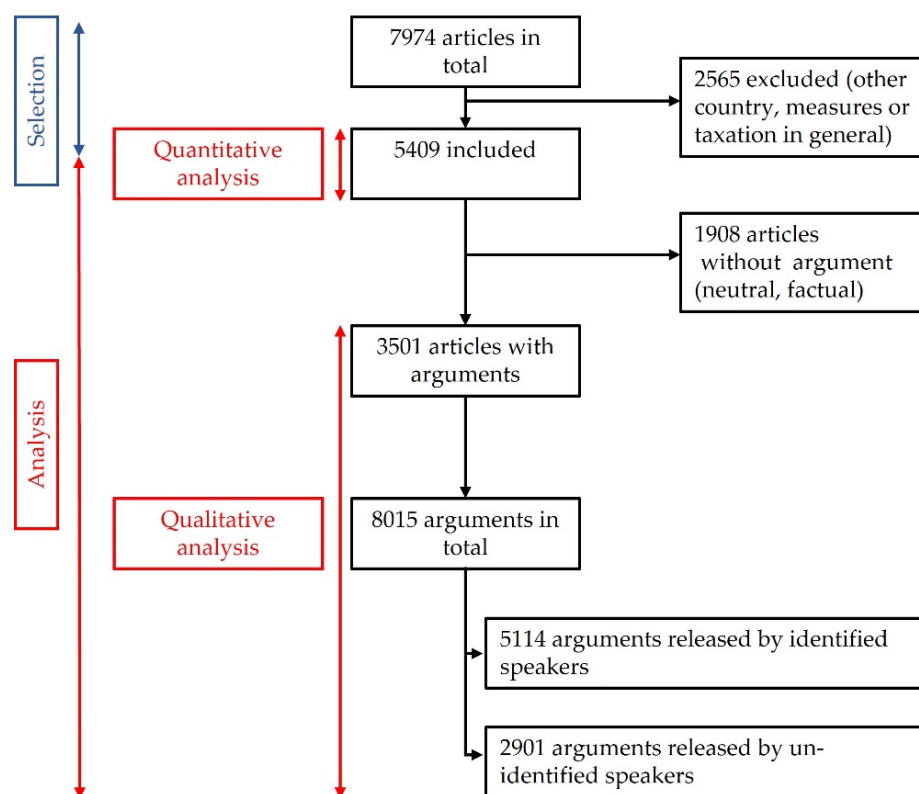 Selection
7974 articles in
total
2565 excluded (other
country, measures or
taxation in general)
Quantitative
analysis
5409 included
1908 articles
without argument
(neutral, factual)
3501 articles with
arguments
Analysis
Qualitative
analysis
8015 arguments in
total
5114 arguments released by identified
speakers
2901 arguments released by un-
identified speakers